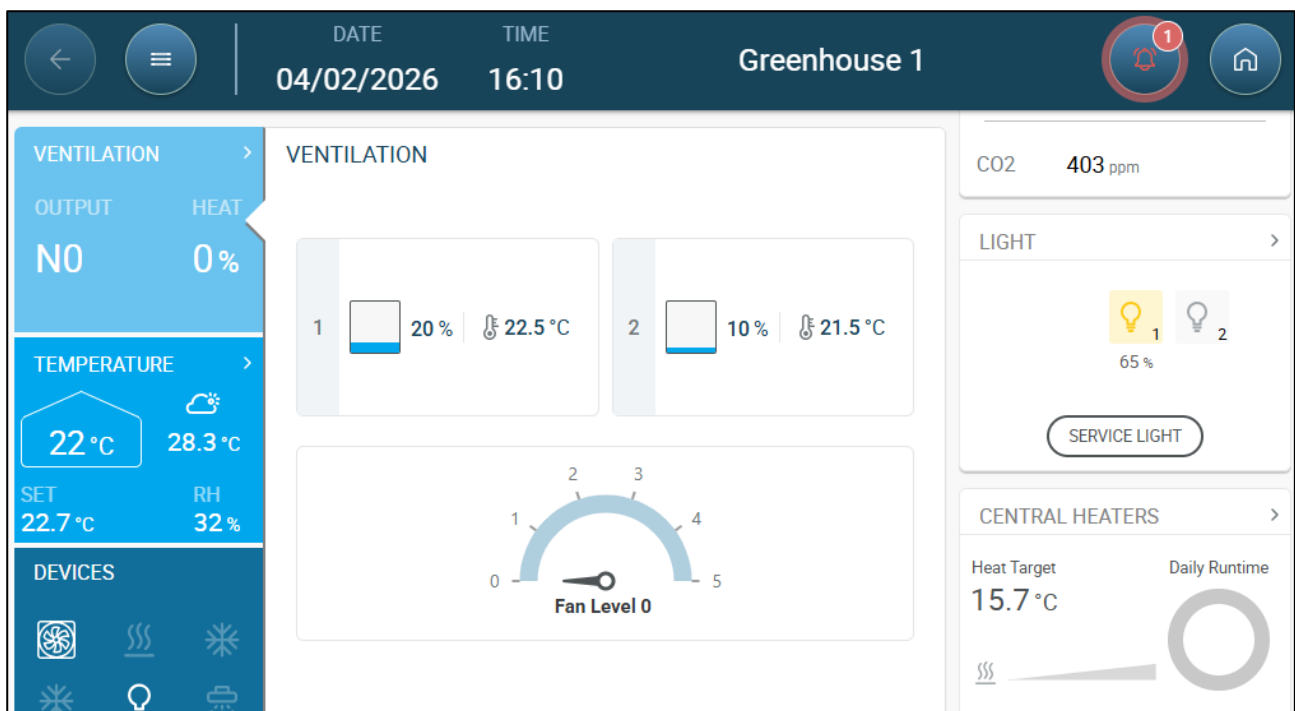 DATE TIME
04/02/2026 16:10
Greenhouse 1
1
VENTILATION
OUTPUT HEAT
N0 0 %
TEMPERATURE
22 °C 28.3 °C
SET RH
22.7 °C 32 %
DEVICES
VENTILATION
1 20 % 22.5 °C
2 10 % 21.5 °C
0 1 2 3 4 5
Fan Level 0
CO2 403 ppm
LIGHT
1 2
65 %
SERVICE LIGHT
CENTRAL HEATERS
Heat Target Daily Runtime
15.7 °C